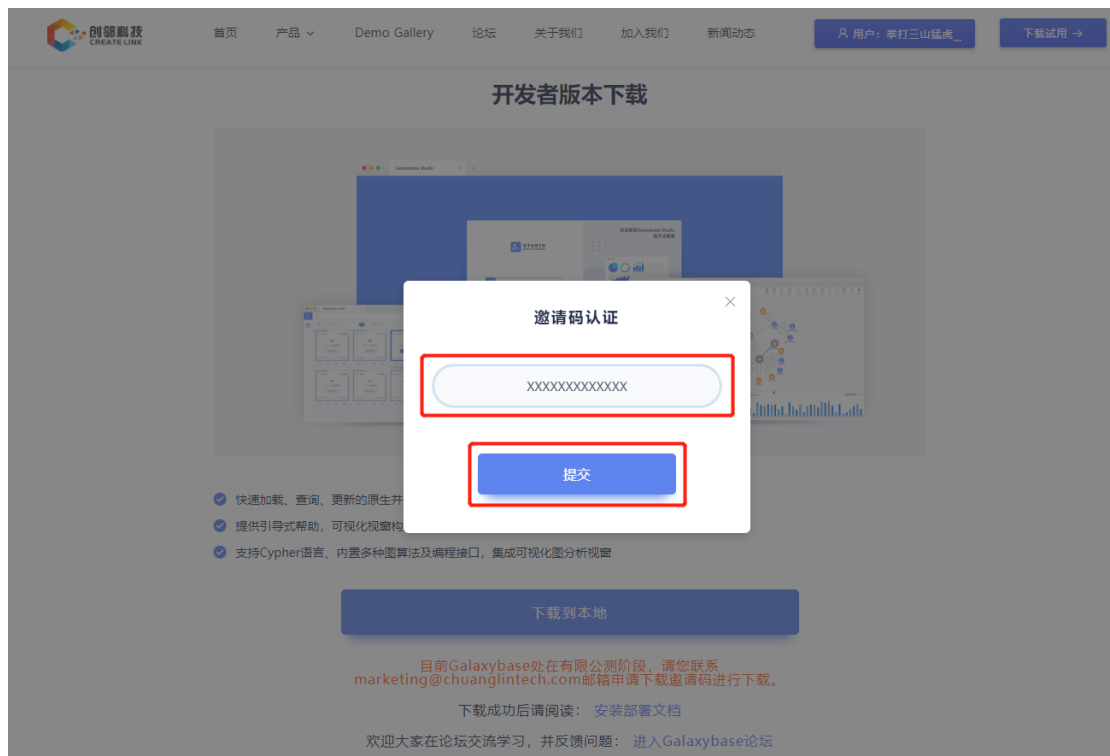 创邻科技
CREATE LINK
首页 产品 Demo Gallery 论坛 关于我们 加入我们 新闻动态 用户：拳打三山猛虎_ 下载试用 →
开发者版本下载
Galaxybase Studio
STUDIO
邀请码认证
XXXXXXXXXXXXX
提交
快速加载、查询、更新的原生并
提供引导式帮助，可视化视窗构
支持Cypher语言、内置多种图算法及编程接口，集成可视化图分析视窗
下载到本地
目前Galaxybase处在有限公测阶段，请您联系
marketing@chuanglintech.com邮箱申请下载邀请码进行下载。
下载成功后请阅读： 安装部署文档
欢迎大家在论坛交流学习，并反馈问题： 进入Galaxybase论坛